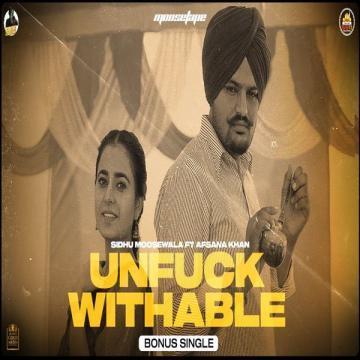 moosetape
SIDHU MOOSEWALA FT AFSANA KHAN
UNFUCK
WITHABLE
BONUS SINGLE